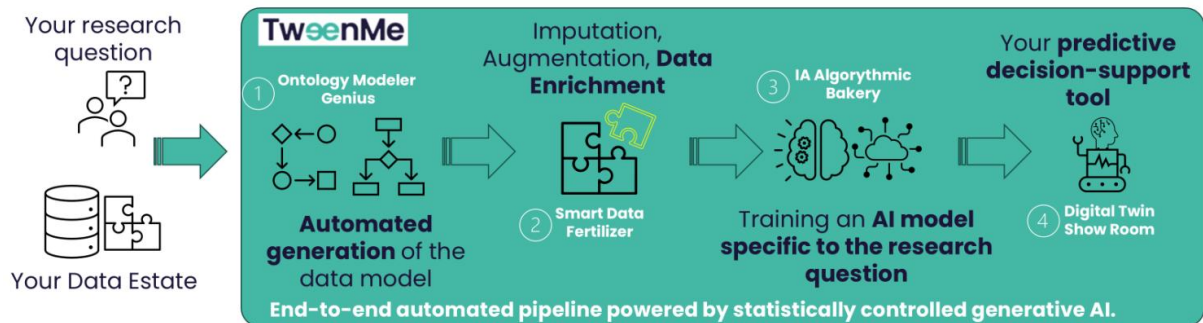 Your research
question
?
Your Data Estate
TweenMe
1
Ontology Modeler
Genius
Automated
generation of the
data model
Imputation,
Augmentation, Data
Enrichment
2
Smart Data
Fertilizer
3
IA Algorythmic
Bakery
Training an AI model
specific to the research
question
Your predictive
decision-support
tool
4
Digital Twin
Show Room
End-to-end automated pipeline powered by statistically controlled generative AI.